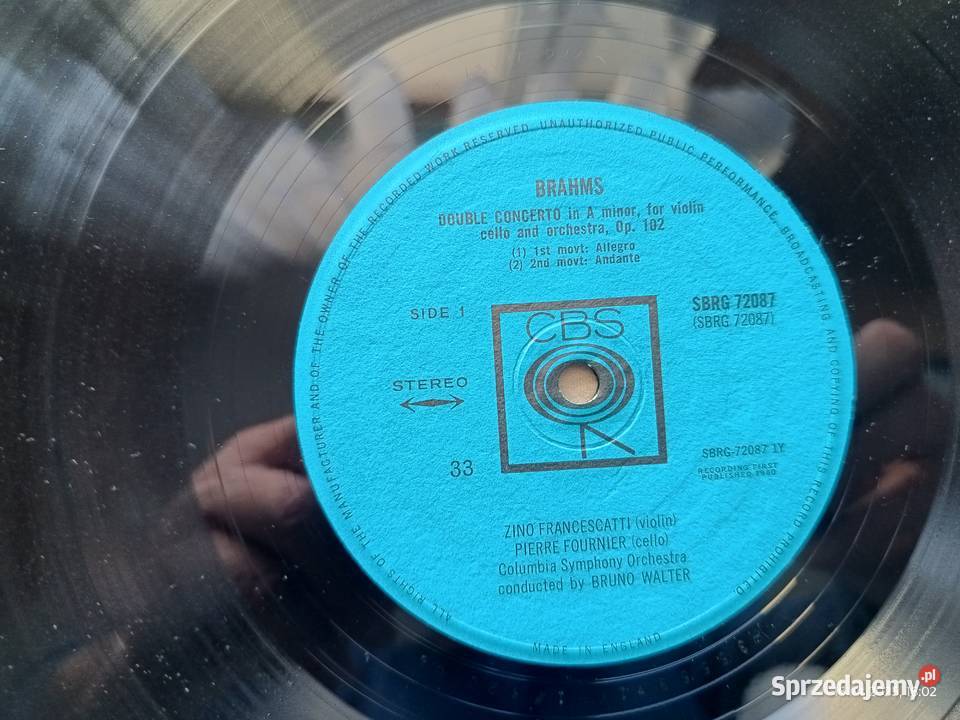 ALL RIGHTS OF THE MANUFACTURER AND OF THE OWNER OF THE RECORDED WORK RESERVED. UNAUTHORIZED PUBLIC PERFORMANCE, BROADCASTING AND COPYING OF THIS RECORD PROHIBITED.
BRAHMS
DOUBLE CONCERTO in A minor, for violin
cello and orchestra, Op. 102
(1) 1st movt: Allegro
(2) 2nd movt: Andante
SIDE 1
CBS
SBRG 72087
(SBRG 72087)
STEREO
33
SBRG-72087 1Y
RECORDING FIRST
PUBLISHED 1960
ZINO FRANCESCATTI (violin)
PIERRE FOURNIER (cello)
Columbia Symphony Orchestra
conducted by BRUNO WALTER
MADE IN ENGLAND
Sprzedajemy.pl